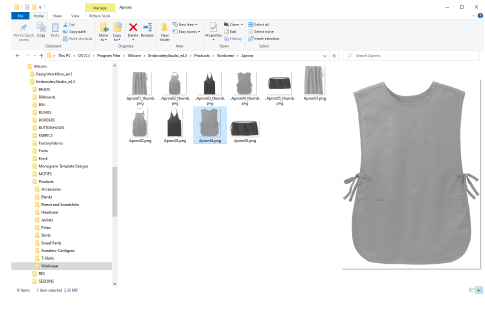 Manage Aprons
File Home Share View Picture Tools
Pin to Quick access Copy Paste Cut Copy path Paste shortcut Move to Copy to Delete Rename New folder New item Easy access Properties Open Edit History Select all Select none Invert selection
Clipboard Organize New Open Select
This PC > OS (C:) > Program Files > Wilcom > EmbroideryStudio_e4.5 > Products > Workwear > Aprons Search Aprons
Wilcom
DesignWorkflow_e4.5
EmbroideryStudio_e4.5
BEADS
Billboards
BIN
BLINGS
BORDERS
BUTTONHOLES
FABRICS
FactoryFabrics
Fonts
Kiosk
Monogram Template Designs
MOTIFS
Products
Accessories
Blanks
Fleece and Sweatshirts
Headwear
Jackets
Polos
Shirts
Sweat Pants
Sweaters Cardigans
T-Shirts
Workwear
RES
SEQUINS
Apron01_thumb.png Apron02_thumb.png Apron03_thumb.png Apron04_thumb.png Apron05_thumb.png Apron01.png
Apron02.png Apron03.png Apron04.png Apron05.png
10 items 1 item selected